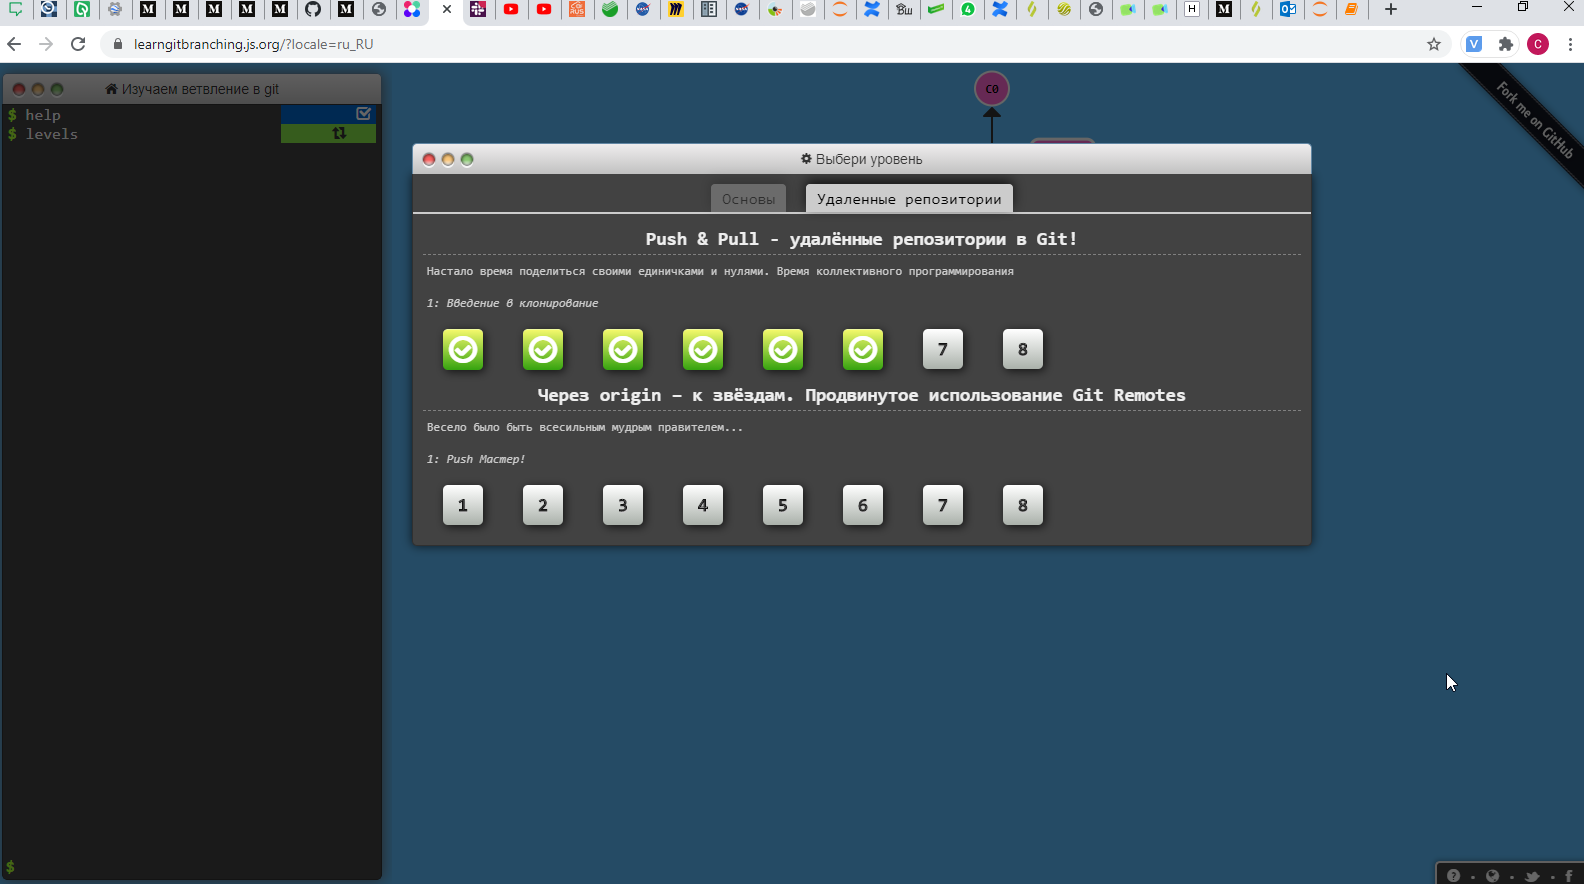 learngitbranching.js.org/?locale=ru_RU
V
C
Изучаем ветвление в git
$ help
$ levels
$
C0
Fork me on GitHub
Выбери уровень
Основы
Удаленные репозитории
Push & Pull - удалённые репозитории в Git!
Настало время поделиться своими единичками и нулями. Время коллективного программирования
1: Введение в клонирование
7 8
Через origin – к звёздам. Продвинутое использование Git Remotes
Весело было быть всесильным мудрым правителем...
1: Push Мастер!
1 2 3 4 5 6 7 8